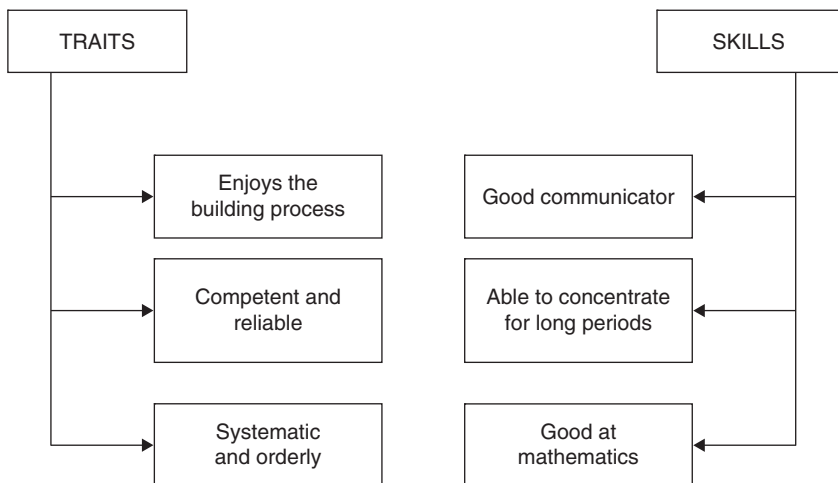 TRAITS
SKILLS
Enjoys the
building process
Good communicator
Competent and
reliable
Able to concentrate
for long periods
Systematic
and orderly
Good at
mathematics